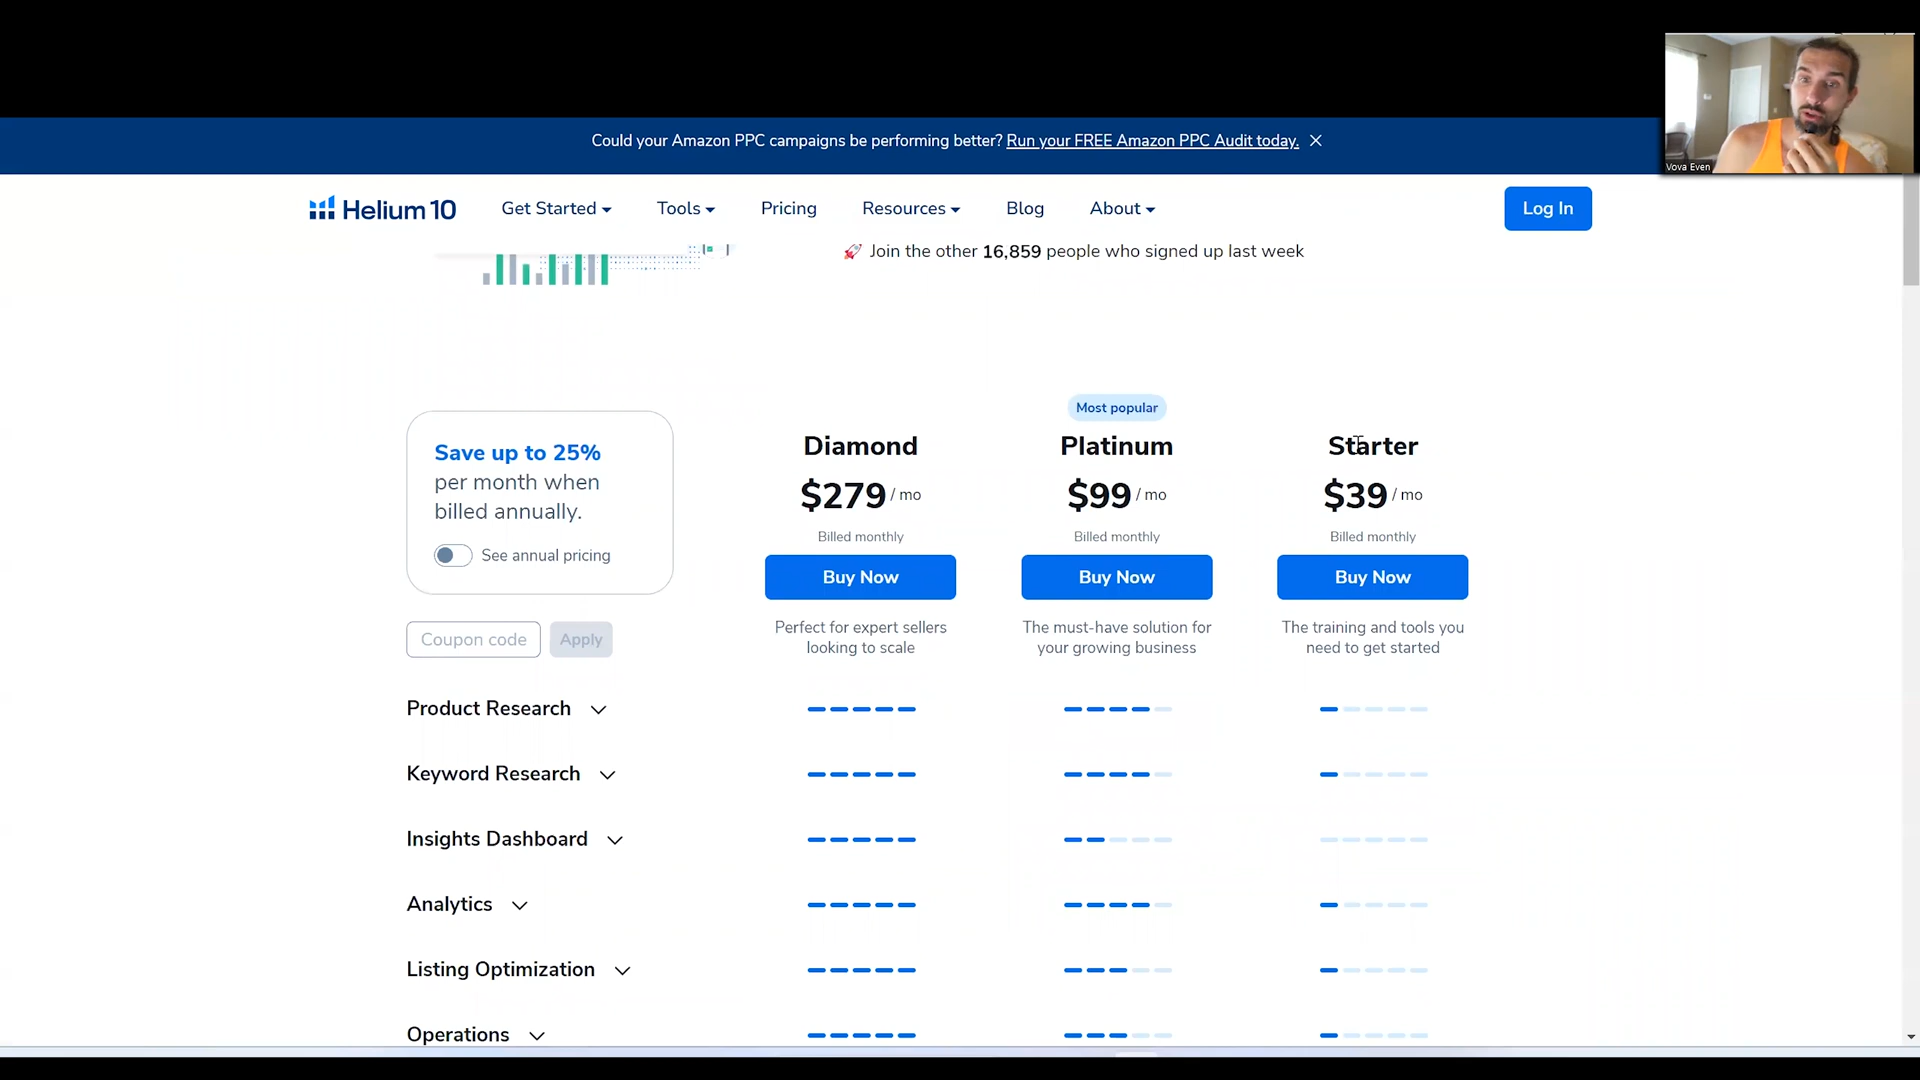 Vova Even
Could your Amazon PPC campaigns be performing better? Run your FREE Amazon PPC Audit today.
Helium 10
Get Started
Tools
Pricing
Resources
Blog
About
Log In
🚀 Join the other 16,859 people who signed up last week
Save up to 25%
per month when
billed annually.
See annual pricing
Coupon code
Apply
Diamond
$279 / mo
Billed monthly
Buy Now
Perfect for expert sellers
looking to scale
Most popular
Platinum
$99 / mo
Billed monthly
Buy Now
The must-have solution for
your growing business
Starter
$39 / mo
Billed monthly
Buy Now
The training and tools you
need to get started
Product Research
Keyword Research
Insights Dashboard
Analytics
Listing Optimization
Operations